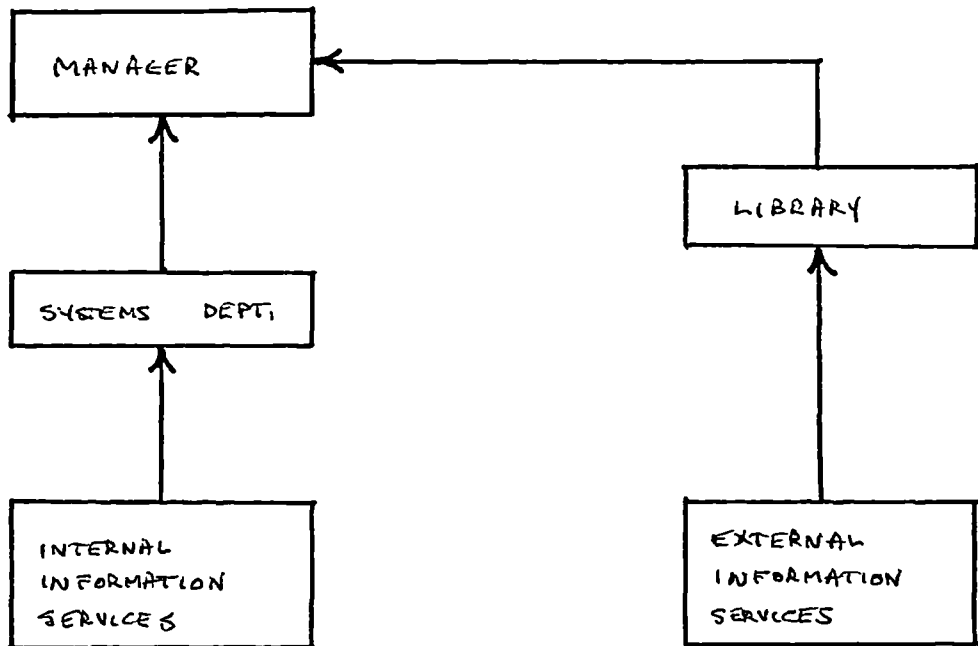 MANAGER
LIBRARY
SYSTEMS DEPT.
INTERNAL
INFORMATION
SERVICES
EXTERNAL
INFORMATION
SERVICES